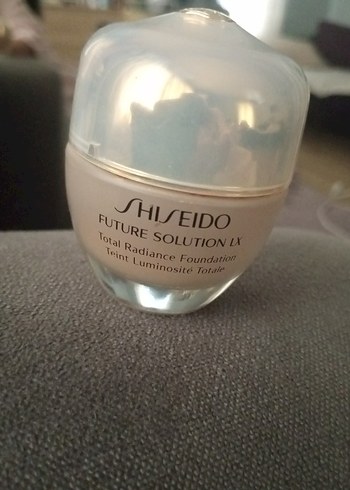 SHISEIDO
FUTURE SOLUTION LX
Total Radiance Foundation
Teint Luminosité Totale